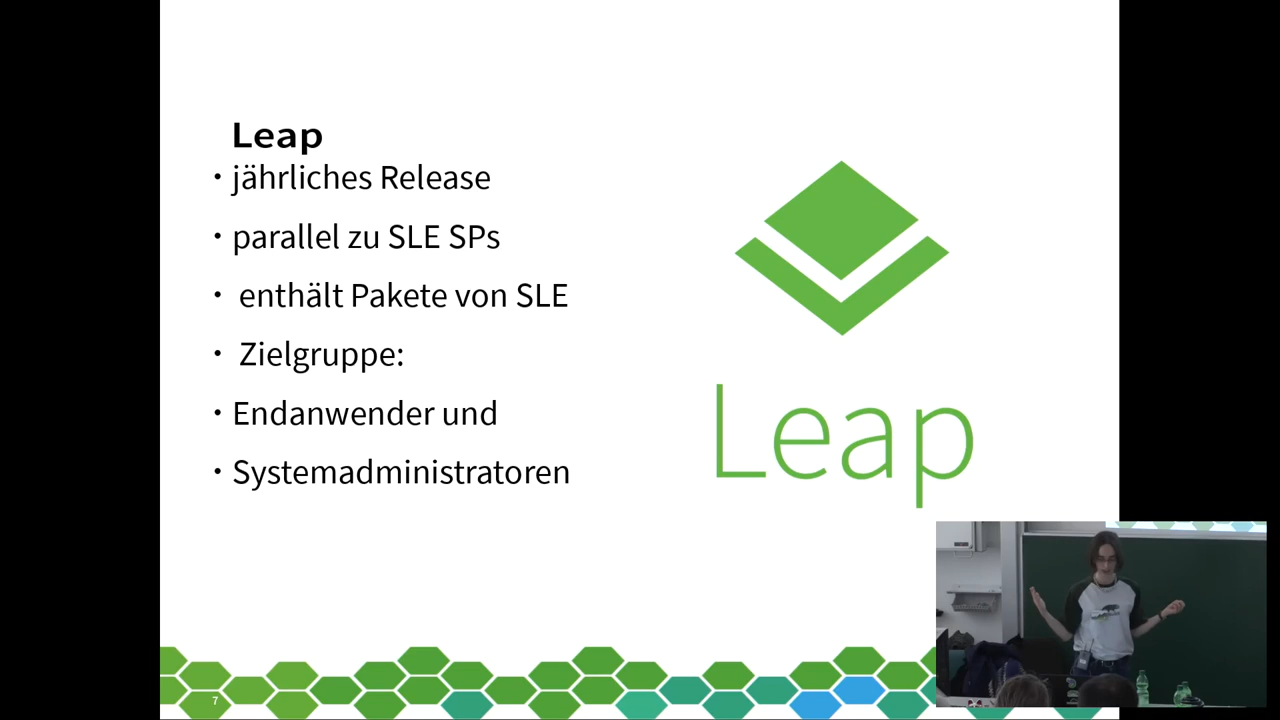 Leap
• jährliches Release
• parallel zu SLE SPs
• enthält Pakete von SLE
• Zielgruppe:
• Endanwender und
• Systemadministratoren
Leap
7